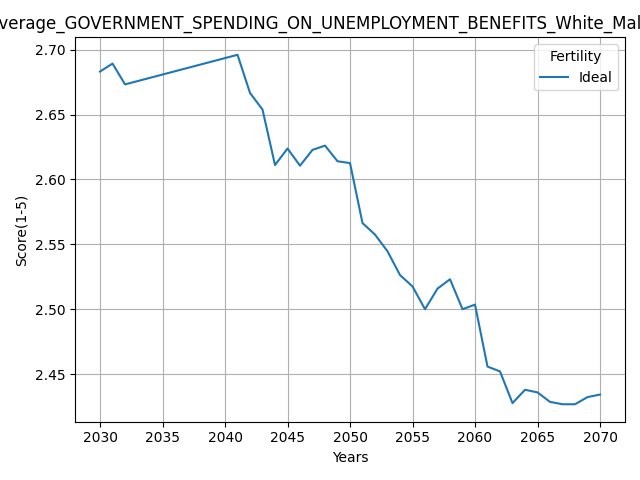 verage_GOVERNMENT_SPENDING_ON_UNEMPLOYMENT_BENEFITS_White_Mal
2.70
2.65
2.60
2.55
2.50
2.45
Score(1-5)
Fertility
Ideal
2030 2035 2040 2045 2050 2055 2060 2065 2070
Years